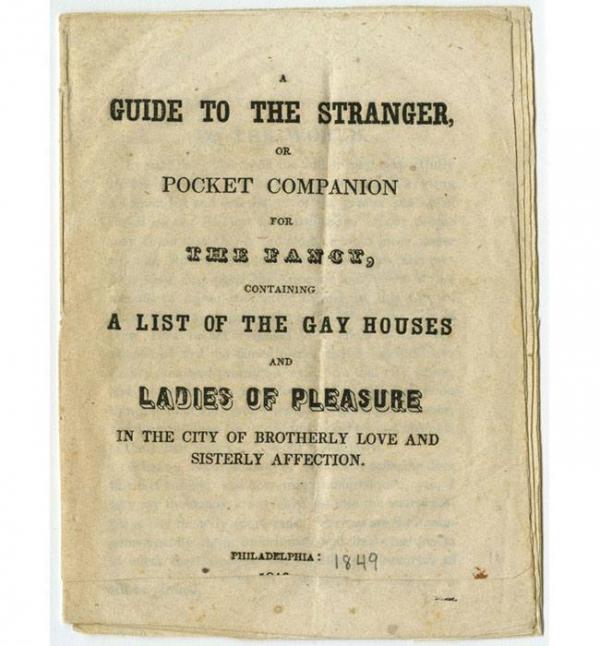 A
GUIDE TO THE STRANGER,
OR
POCKET COMPANION
FOR
THE FANCY,
CONTAINING
A LIST OF THE GAY HOUSES
AND
LADIES OF PLEASURE
IN THE CITY OF BROTHERLY LOVE AND
SISTERLY AFFECTION.
PHILADELPHIA: 1849